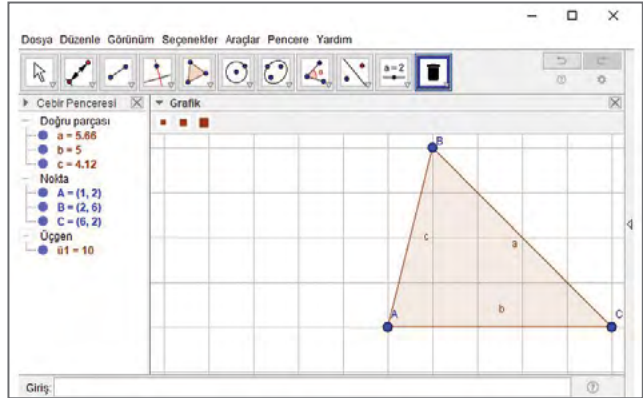 Dosya Düzenle Görünüm Seçenekler Araçlar Pencere Yardım
a=2
Cebir Penceresi
Grafik
Doğru parçası
a = 5.66
b = 5
c = 4.12
Nokta
A = (1, 2)
B = (2, 6)
C = (6, 2)
Üçgen
ü1 = 10
B
c
a
b
A
C
Giriş: